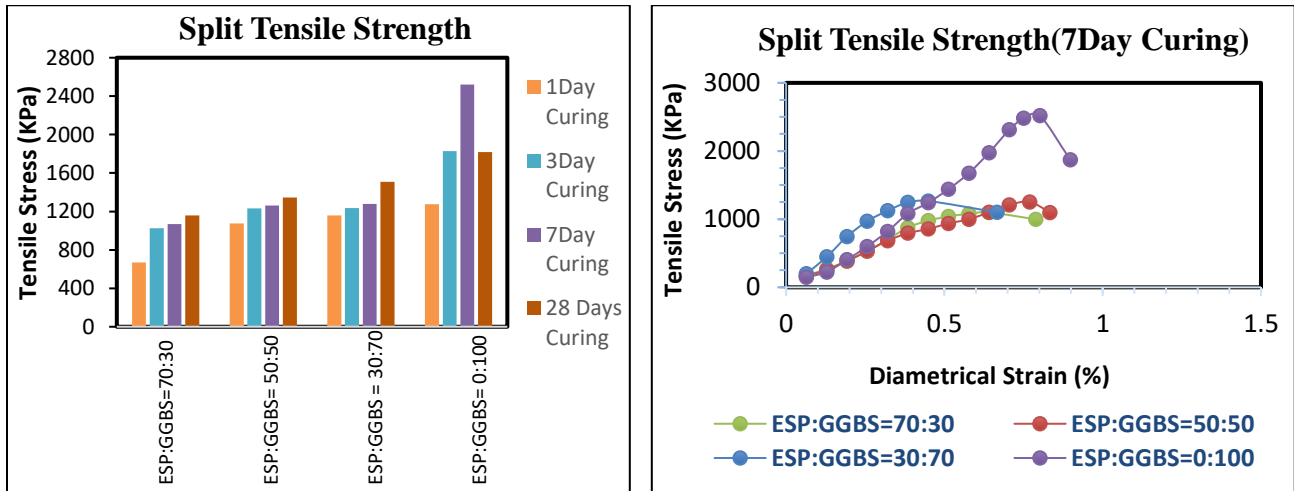 Split Tensile Strength
Tensile Stress (KPa)
2800
2400
2000
1600
1200
800
400
0
ESP:GGBS=70:30
ESP:GGBS= 50:50
ESP:GGBS = 30:70
ESP:GGBS= 0:100
1Day
Curing
3Day
Curing
7Day
Curing
28 Days
Curing
Split Tensile Strength(7Day Curing)
Tensile Stress (KPa)
3000
2000
1000
0
0 0.5 1 1.5
Diametrical Strain (%)
ESP:GGBS=70:30 ESP:GGBS=50:50
ESP:GGBS=30:70 ESP:GGBS=0:100